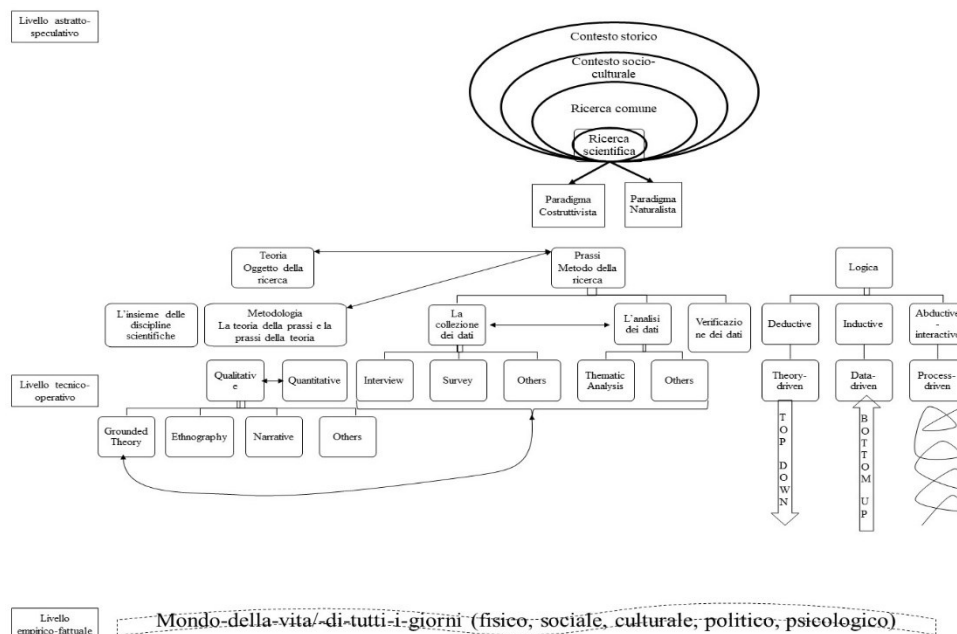 Livello astratto-
speculativo
Contesto storico
Contesto socio-
culturale
Ricerca comune
Ricerca
scientifica
Paradigma
Costruttivista
Paradigma
Naturalista
Teoria
Oggetto della
ricerca
Prassi
Metodo della
ricerca
Logica
L'insieme delle
discipline
scientifiche
Metodologia
La teoria della prassi e la
prassi della teoria
La
collezione
dei dati
L'analisi
dei dati
Verificazio
ne dei dati
Deductive
Inductive
Abductive
-
interactive
Livello tecnico-
operativo
Qualitativ
e
Quantitative
Interview
Survey
Others
Thematic
Analysis
Others
Theory-
driven
Data-
driven
Process-
driven
Grounded
Theory
Ethnography
Narrative
Others
TOP DOWN
BOTTOM UP
Livello
empirico-fattuale
Mondo-della-vita/-di-tutti-i-giorni (fisico, sociale, culturale, politico, psicologico)